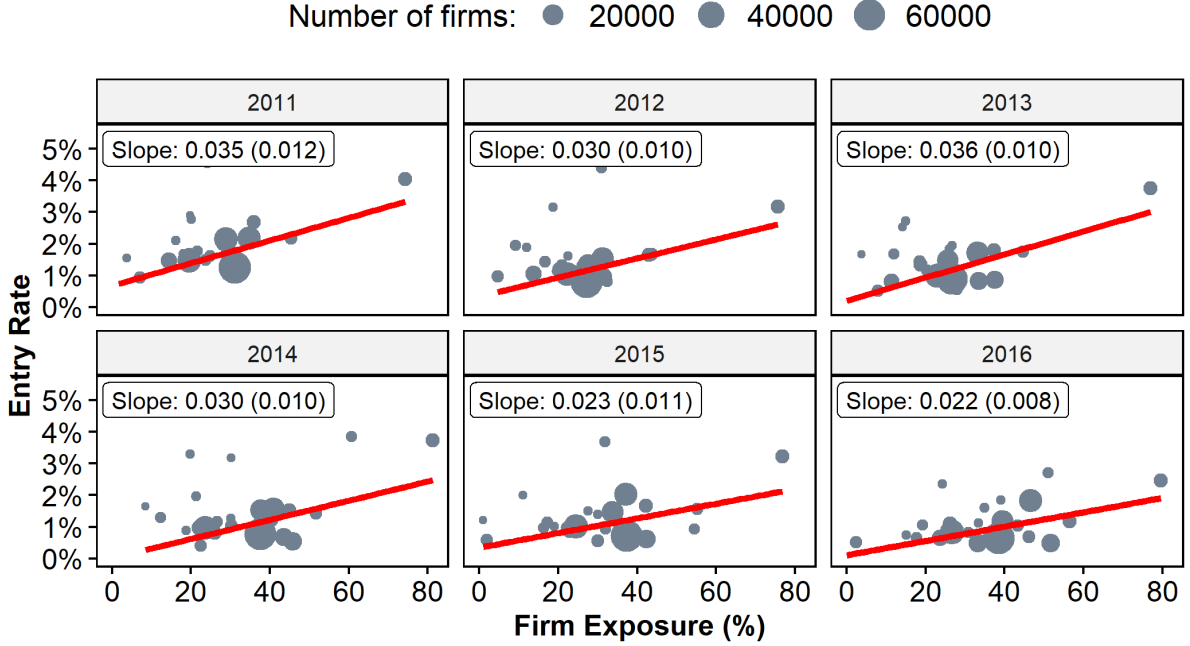 Number of firms: 20000 40000 60000
2011 2012 2013
Slope: 0.035 (0.012) Slope: 0.030 (0.010) Slope: 0.036 (0.010)
5%
4%
3%
2%
1%
0%
2014 2015 2016
Slope: 0.030 (0.010) Slope: 0.023 (0.011) Slope: 0.022 (0.008)
5%
4%
3%
2%
1%
0%
0 20 40 60 80 0 20 40 60 80 0 20 40 60 80
Entry Rate
Firm Exposure (%)